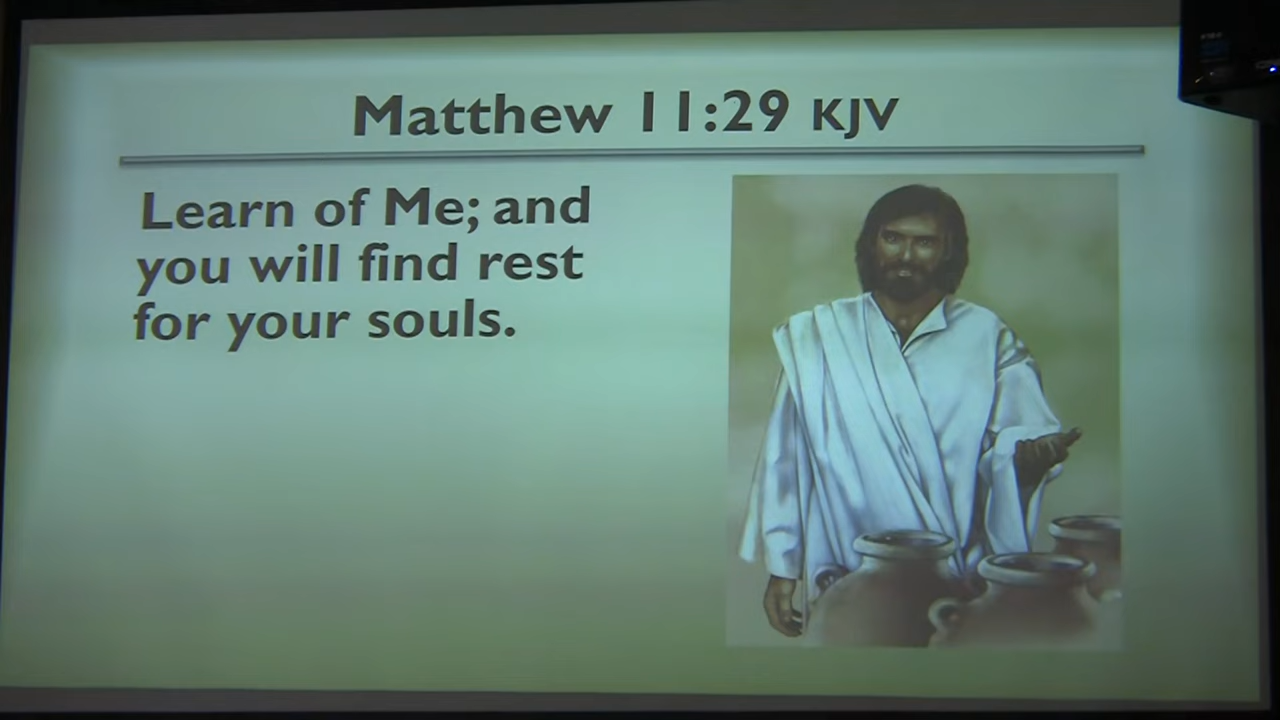 Matthew 11:29 KJV
Learn of Me; and
you will find rest
for your souls.